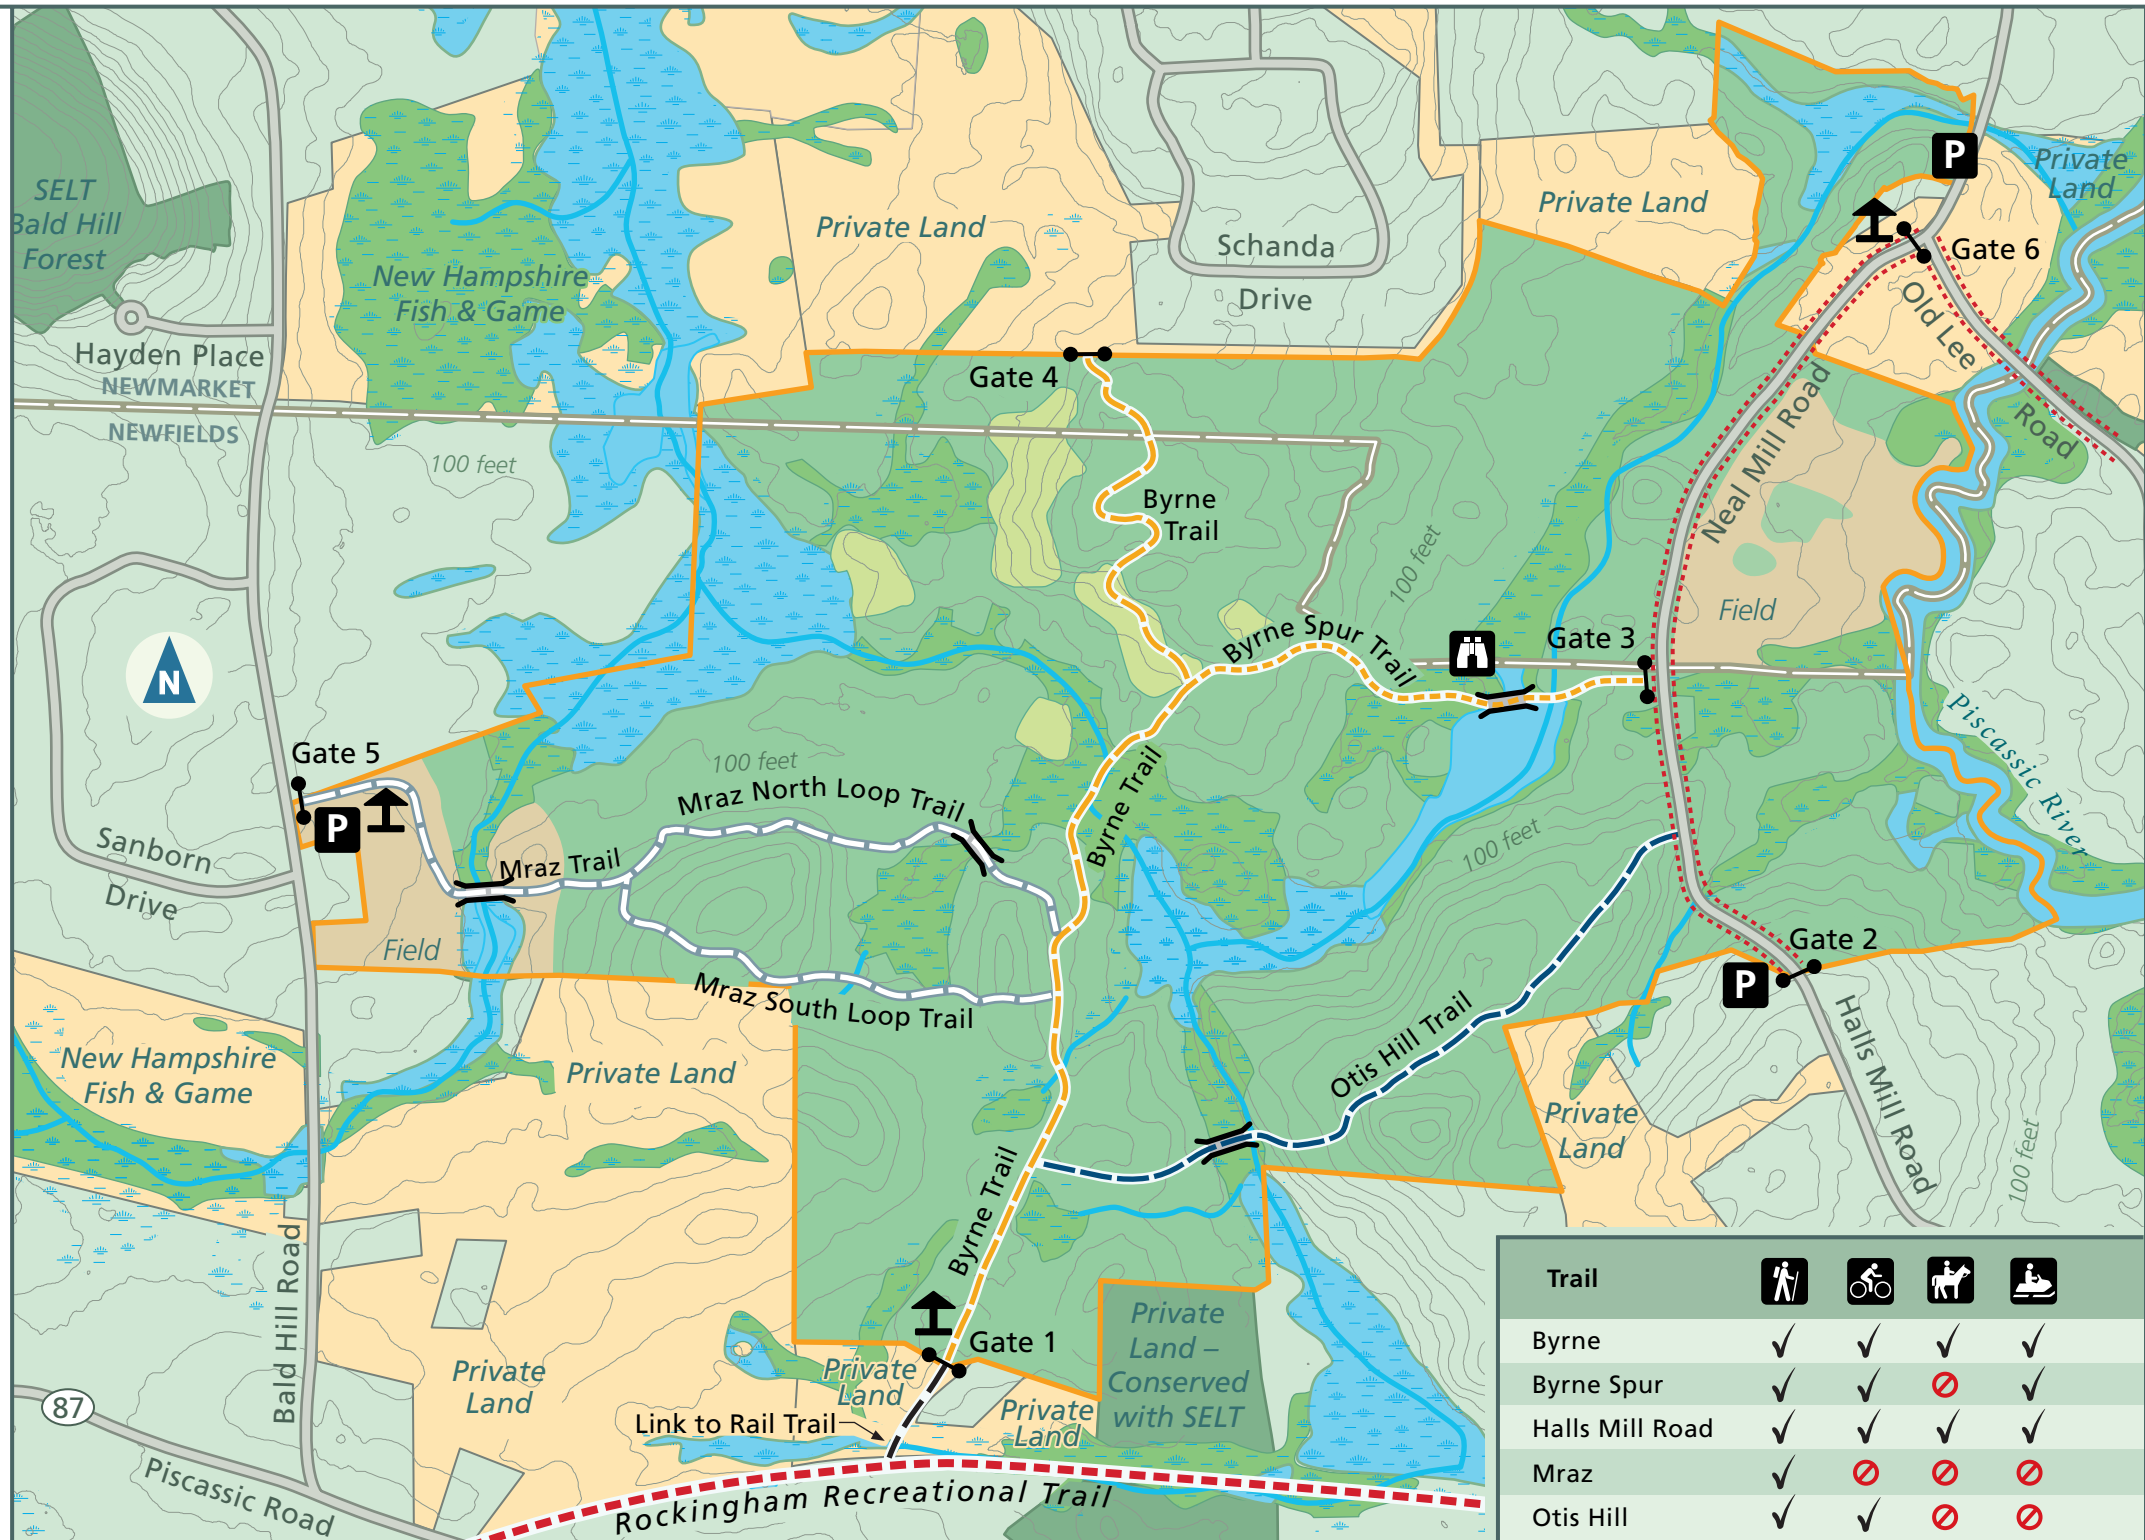 SELT
Bald Hill
Forest
New Hampshire
Fish & Game
Private Land
Schanda
Drive
Private Land
P
Private
Land
Gate 6
Old Lee
Road
Hayden Place
NEWMARKET
NEWFIELDS
Gate 4
100 feet
Byrne
Trail
100 feet
Neal Mill Road
Field
N
Byrne Spur Trail
Gate 3
Piscassic River
Gate 5
P
100 feet
Mraz North Loop Trail
Byrne Trail
100 feet
Sanborn
Drive
Mraz Trail
Field
Mraz South Loop Trail
Gate 2
P
Halls Mill Road
Otis Hill Trail
New Hampshire
Fish & Game
Private Land
Private
Land
100 feet
Byrne Trail
Bald Hill Road
Gate 1
Private
Land
Private
Land
Private
Land –
Conserved
with SELT
Private
Land
Link to Rail Trail
87
Piscassic Road
Rockingham Recreational Trail
Trail
Byrne
Byrne Spur
Halls Mill Road
Mraz
Otis Hill